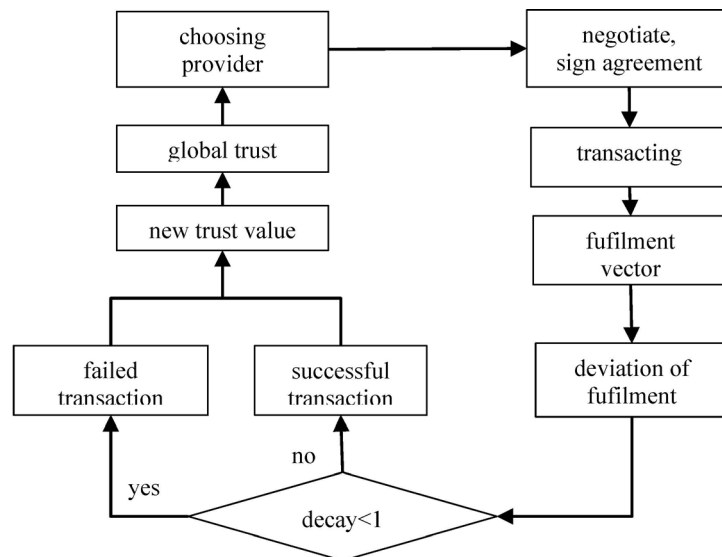 choosing
provider
negotiate,
sign agreement
global trust
transacting
new trust value
fufilment
vector
failed
transaction
successful
transaction
deviation of
fufilment
no
yes
decay<1